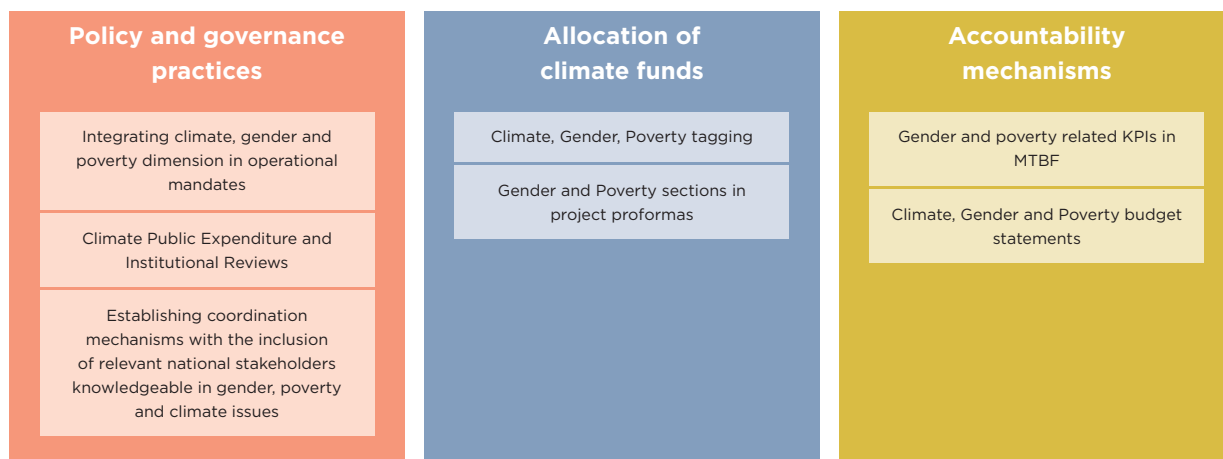 Policy and governance
practices
Integrating climate, gender and
poverty dimension in operational
mandates
Climate Public Expenditure and
Institutional Reviews
Establishing coordination
mechanisms with the inclusion
of relevant national stakeholders
knowledgeable in gender, poverty
and climate issues
Allocation of
climate funds
Climate, Gender, Poverty tagging
Gender and Poverty sections in
project proformas
Accountability
mechanisms
Gender and poverty related KPIs in
MTBF
Climate, Gender and Poverty budget
statements